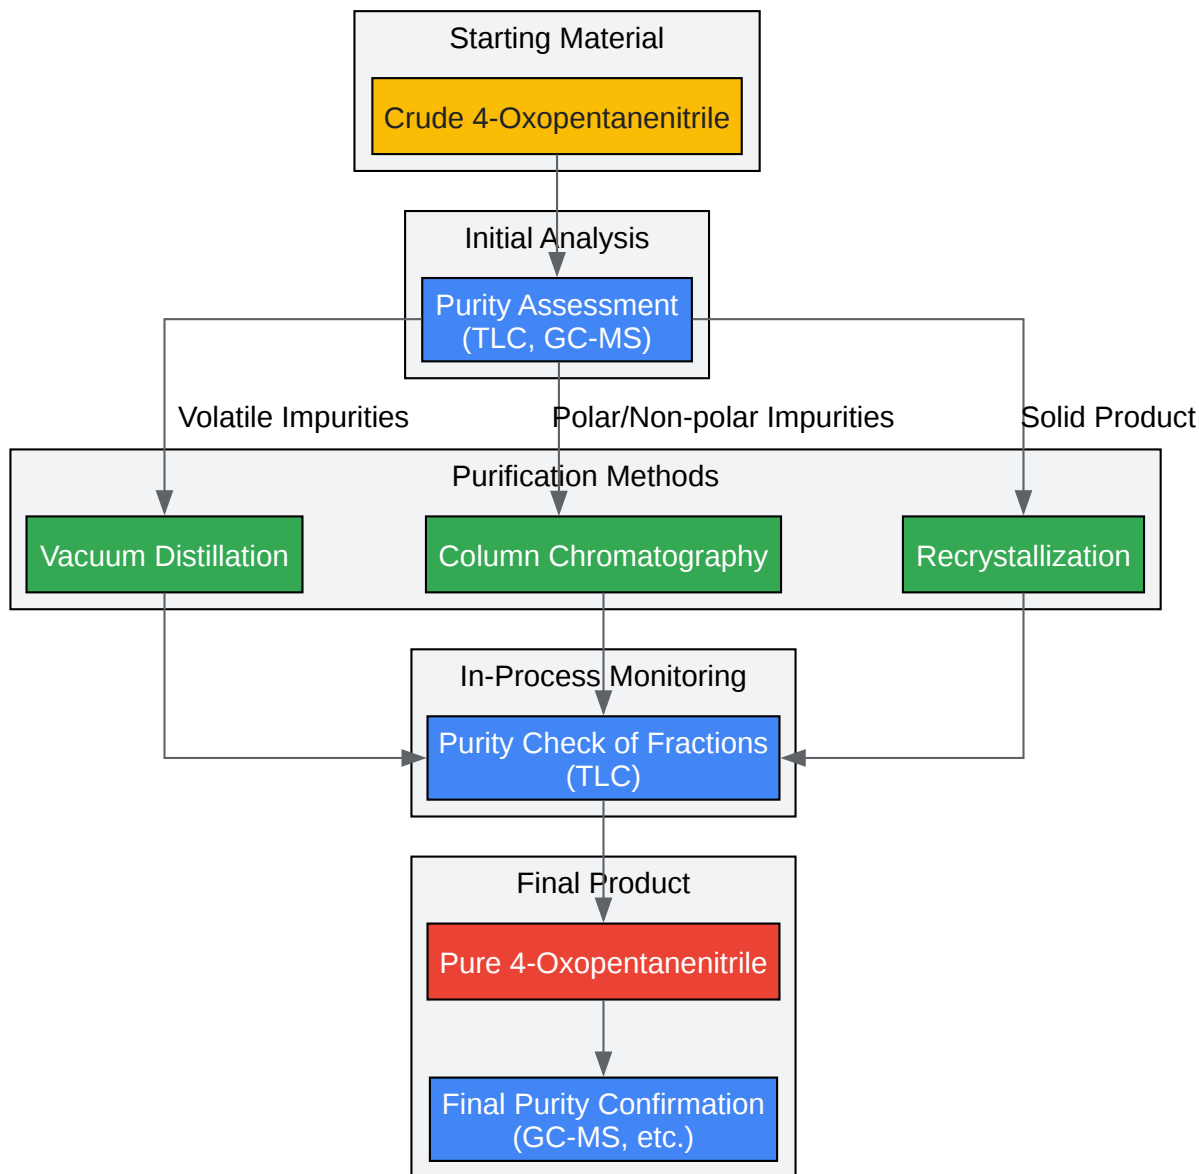 Starting Material
Crude 4-Oxopentanenitrile
Initial Analysis
Purity Assessment
(TLC, GC-MS)
Volatile Impurities
Polar/Non-polar Impurities
Solid Product
Purification Methods
Vacuum Distillation
Column Chromatography
Recrystallization
In-Process Monitoring
Purity Check of Fractions
(TLC)
Final Product
Pure 4-Oxopentanenitrile
Final Purity Confirmation
(GC-MS, etc.)